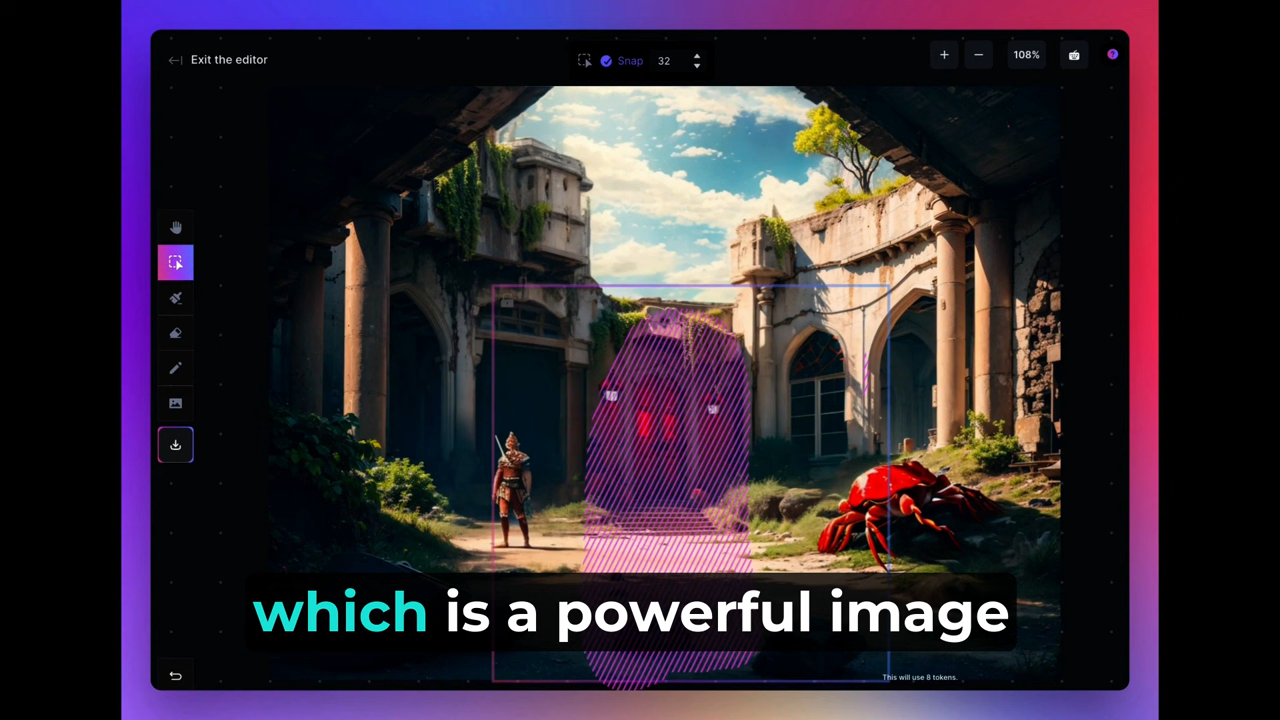 Exit the editor
Snap 32
108%
?
which is a powerful image
This will use 8 tokens.